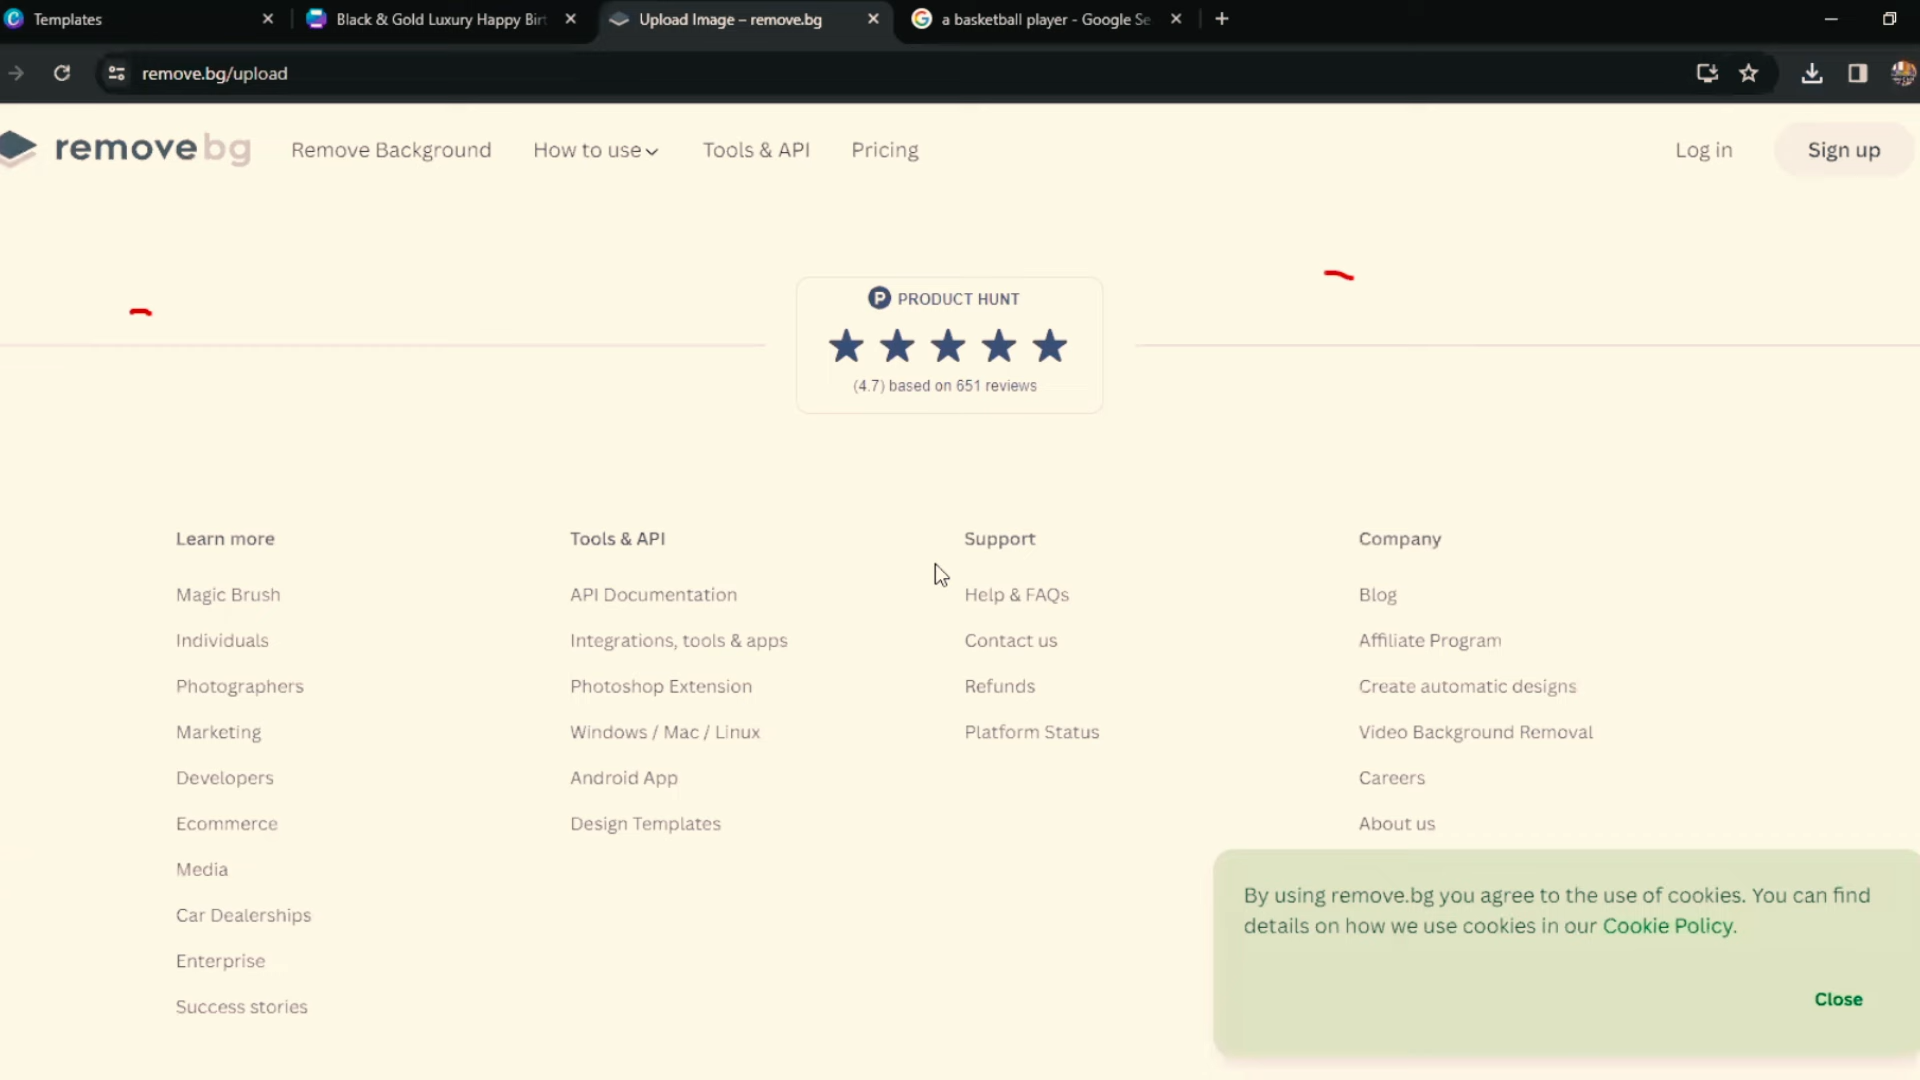 Templates
Black & Gold Luxury Happy Birt
Upload Image – remove.bg
a basketball player - Google Se
remove.bg/upload
removebg
Remove Background
How to use
Tools & API
Pricing
Log in
Sign up
P PRODUCT HUNT
(4.7) based on 651 reviews
Learn more
Magic Brush
Individuals
Photographers
Marketing
Developers
Ecommerce
Media
Car Dealerships
Enterprise
Success stories
Tools & API
API Documentation
Integrations, tools & apps
Photoshop Extension
Windows / Mac / Linux
Android App
Design Templates
Support
Help & FAQs
Contact us
Refunds
Platform Status
Company
Blog
Affiliate Program
Create automatic designs
Video Background Removal
Careers
About us
By using remove.bg you agree to the use of cookies. You can find
details on how we use cookies in our Cookie Policy.
Close